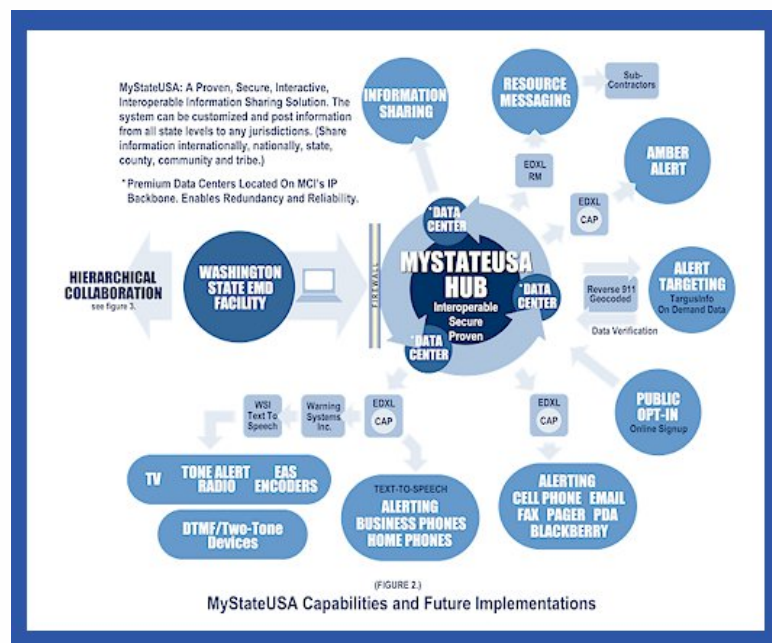 MyStateUSA: A Proven, Secure, Interactive,
Interoperable Information Sharing Solution. The
system can be customized and post information
from all state levels to any jurisdictions. (Share
information internationally, nationally, state,
county, community and tribe.)
*Premium Data Centers Located On MCI's IP
Backbone. Enables Redundancy and Reliability.
INFORMATION
SHARING
RESOURCE
MESSAGING
Sub-
Contractors
EDXL
RM
AMBER
ALERT
EDXL
CAP
HIERARCHICAL
COLLABORATION
see figure 3.
WASHINGTON
STATE EMD
FACILITY
FIREWALL
*DATA
CENTER
MYSTATEUSA
HUB
Interoperable
Secure
Proven
*DATA
CENTER
*DATA
CENTER
Reverse 911
Geocoded
Data Verification
ALERT
TARGETING
TargusInfo
On Demand Data
PUBLIC
OPT-IN
Online Signup
WSI
Text To
Speech
Warning
Systems
Inc.
EDXL
CAP
EDXL
CAP
TV
TONE ALERT
RADIO
EAS
ENCODERS
DTMF/Two-Tone
Devices
TEXT-TO-SPEECH
ALERTING
BUSINESS PHONES
HOME PHONES
ALERTING
CELL PHONE EMAIL
FAX PAGER PDA
BLACKBERRY
(FIGURE 2.)
MyStateUSA Capabilities and Future Implementations